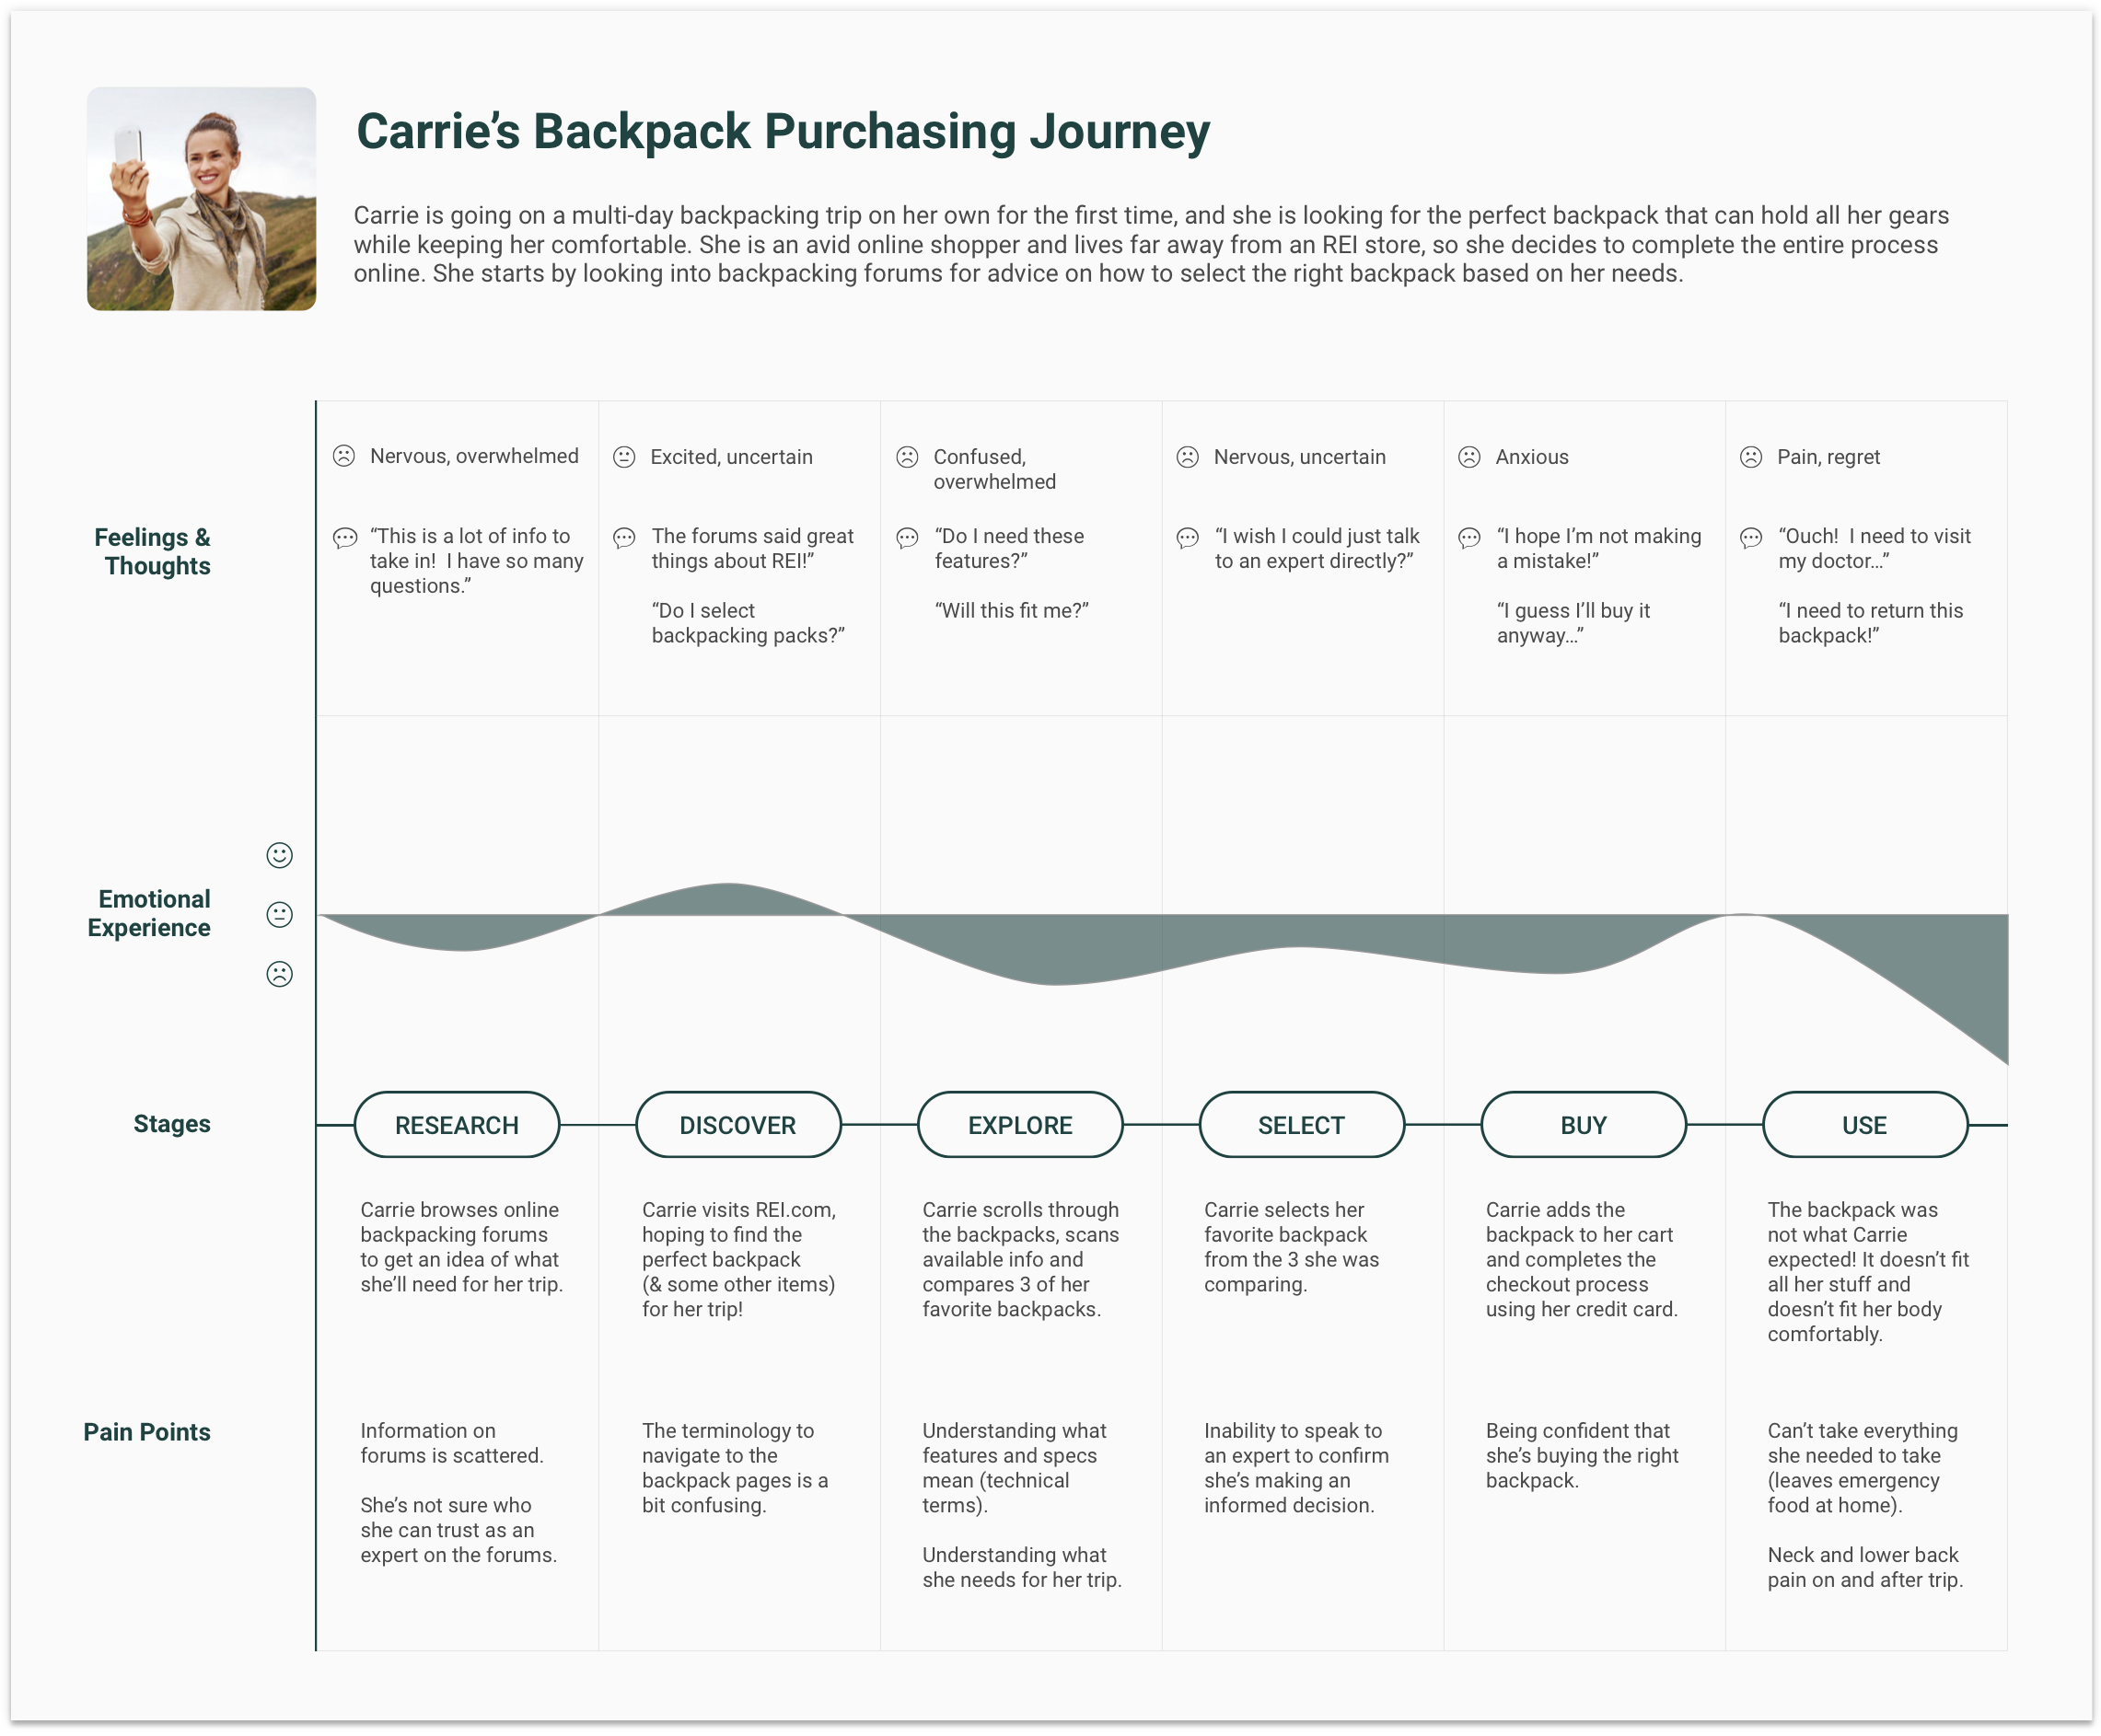 Carrie’s Backpack Purchasing Journey
Carrie is going on a multi-day backpacking trip on her own for the first time, and she is looking for the perfect backpack that can hold all her gears
while keeping her comfortable. She is an avid online shopper and lives far away from an REI store, so she decides to complete the entire process
online. She starts by looking into backpacking forums for advice on how to select the right backpack based on her needs.
Feelings &
Thoughts
Nervous, overwhelmed
“This is a lot of info to
take in!  I have so many
questions.”
Excited, uncertain
The forums said great
things about REI!”
“Do I select
backpacking packs?”
Confused,
overwhelmed
“Do I need these
features?”
“Will this fit me?”
Nervous, uncertain
“I wish I could just talk
to an expert directly?”
Anxious
“I hope I’m not making
a mistake!”
“I guess I’ll buy it
anyway…”
Pain, regret
“Ouch!  I need to visit
my doctor…”
“I need to return this
backpack!”
Emotional
Experience
Stages
RESEARCH
DISCOVER
EXPLORE
SELECT
BUY
USE
Carrie browses online
backpacking forums
to get an idea of what
she’ll need for her trip.
Carrie visits REI.com,
hoping to find the
perfect backpack
(& some other items)
for her trip!
Carrie scrolls through
the backpacks, scans
available info and
compares 3 of her
favorite backpacks.
Carrie selects her
favorite backpack
from the 3 she was
comparing.
Carrie adds the
backpack to her cart
and completes the
checkout process
using her credit card.
The backpack was
not what Carrie
expected! It doesn’t fit
all her stuff and
doesn’t fit her body
comfortably.
Pain Points
Information on
forums is scattered.
She’s not sure who
she can trust as an
expert on the forums.
The terminology to
navigate to the
backpack pages is a
bit confusing.
Understanding what
features and specs
mean (technical
terms).
Understanding what
she needs for her trip.
Inability to speak to
an expert to confirm
she’s making an
informed decision.
Being confident that
she’s buying the right
backpack.
Can’t take everything
she needed to take
(leaves emergency
food at home).
Neck and lower back
pain on and after trip.